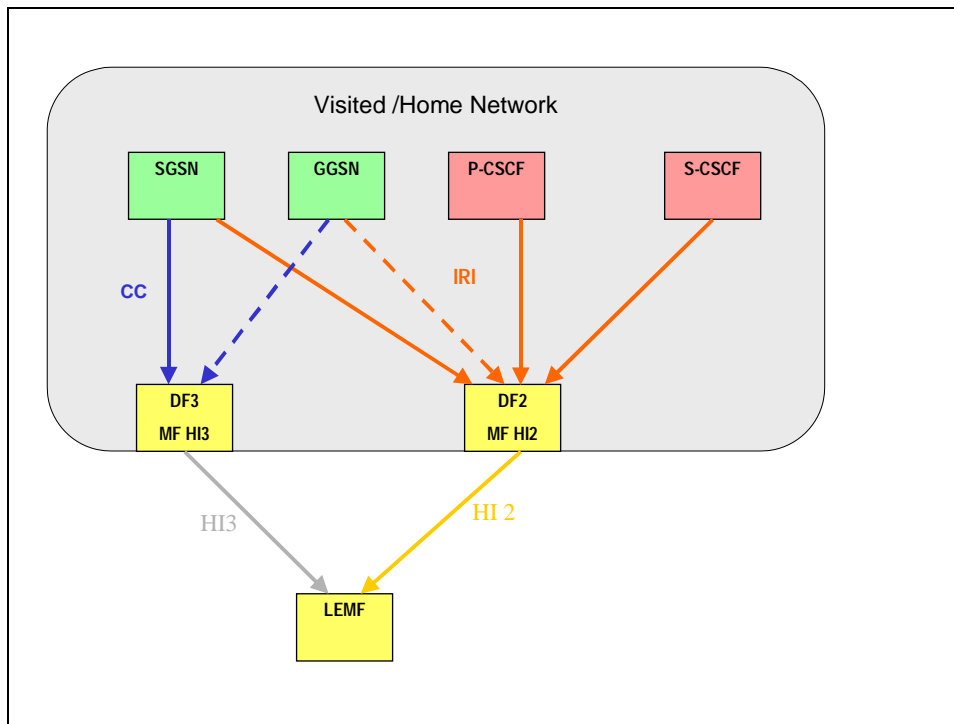 Visited /Home Network
SGSN
GGSN
P-CSCF
S-CSCF
CC
IRI
DF3
MF HI3
DF2
MF HI2
HI3
HI 2
LEMF